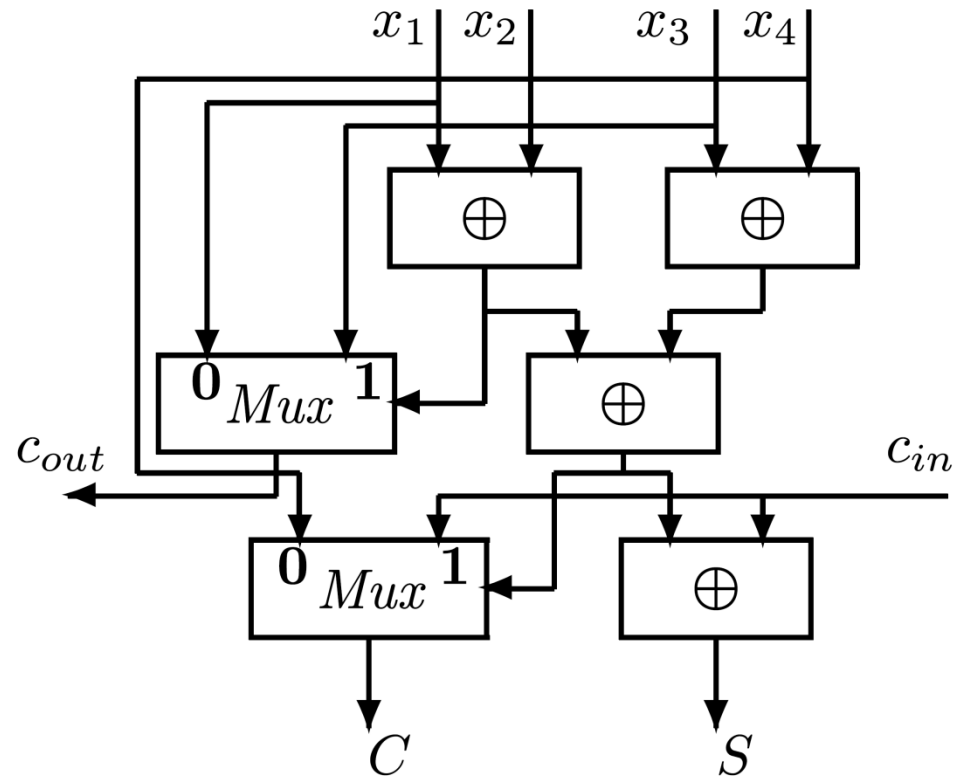 x₁ x₂ x₃ x₄
⊕ ⊕
0 Mux 1 ⊕
c_out c_in
0 Mux 1 ⊕
C S